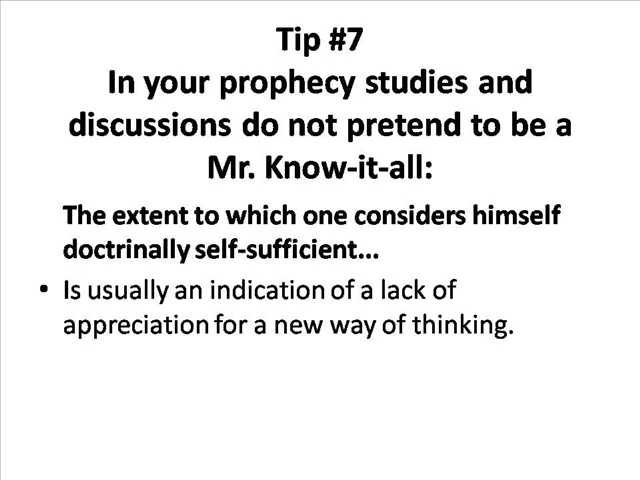 Tip #7
In your prophecy studies and
discussions do not pretend to be a
Mr. Know-it-all:
The extent to which one considers himself
doctrinally self-sufficient...
• Is usually an indication of a lack of
appreciation for a new way of thinking.